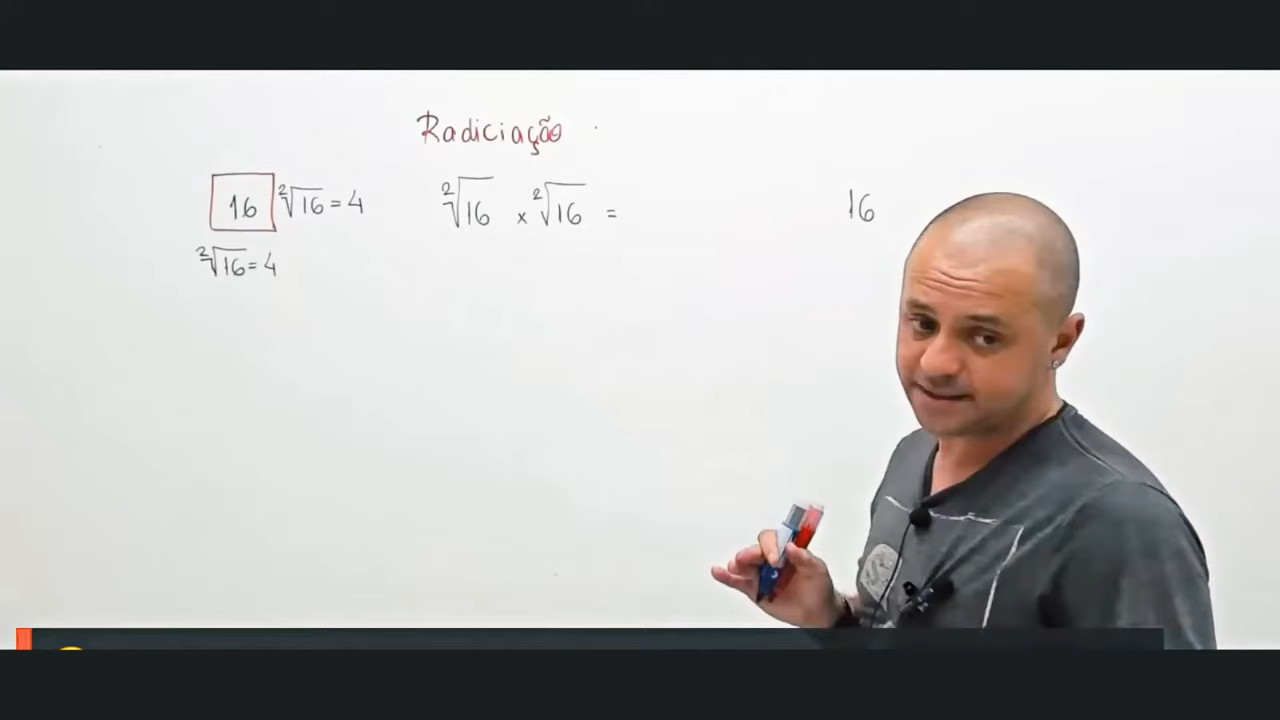 Radiciação
16 ²√16 = 4
²√16 = 4
²√16 x ²√16 =
16